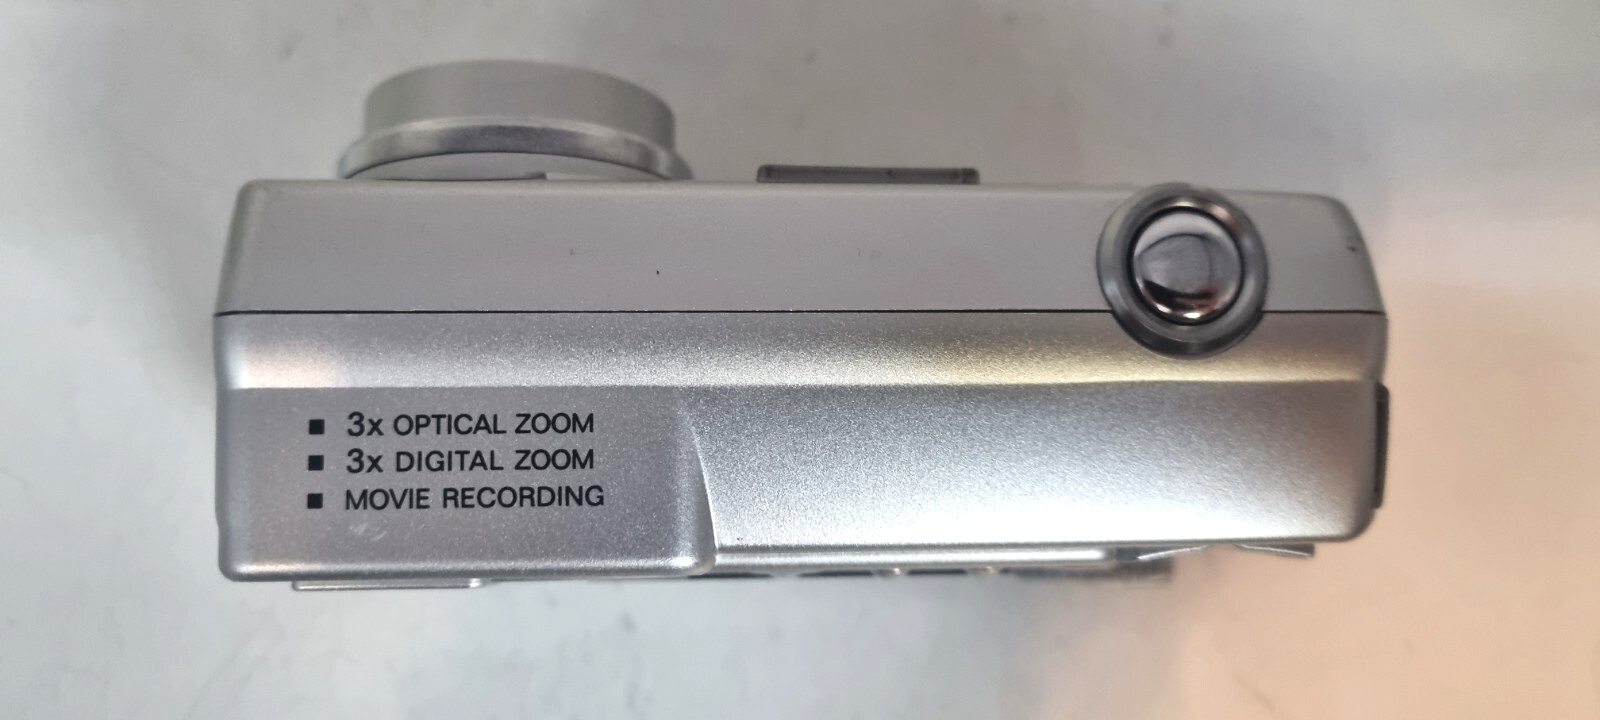 ■ 3x OPTICAL ZOOM
■ 3x DIGITAL ZOOM
■ MOVIE RECORDING